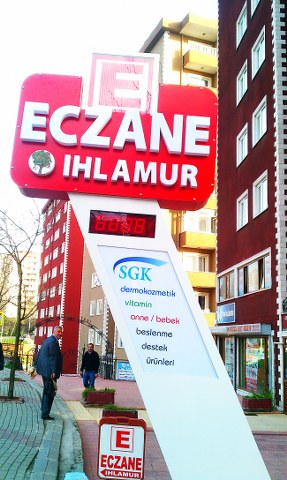 E
ECZANE
IHLAMUR
SGK
dermokozmetik
vitamin
anne / bebek
beslenme
destek
ürünleri
E
ECZANE
IHLAMUR